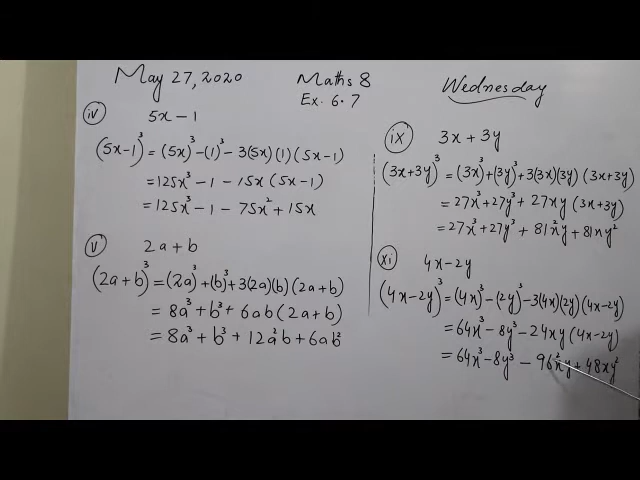 May 27, 2020 Maths 8 Wednesday
Ex. 6.7
iv 5x − 1
(5x−1)³ = (5x)³ − (1)³ − 3(5x)(1)(5x−1)
= 125x³ − 1 − 15x (5x−1)
= 125x³ − 1 − 75x² + 15x
v 2a + b
(2a+b)³ = (2a)³ + (b)³ + 3(2a)(b)(2a+b)
= 8a³ + b³ + 6ab (2a+b)
= 8a³ + b³ + 12a²b + 6ab²
ix 3x + 3y
(3x+3y)³ = (3x)³ + (3y)³ + 3(3x)(3y) (3x+3y)
= 27x³ + 27y³ + 27xy (3x+3y)
= 27x³ + 27y³ + 81x²y + 81xy²
xi 4x − 2y
(4x−2y)³ = (4x)³ − (2y)³ − 3(4x)(2y)(4x−2y)
= 64x³ − 8y³ − 24xy (4x−2y)
= 64x³ − 8y³ − 96x²y + 48xy²